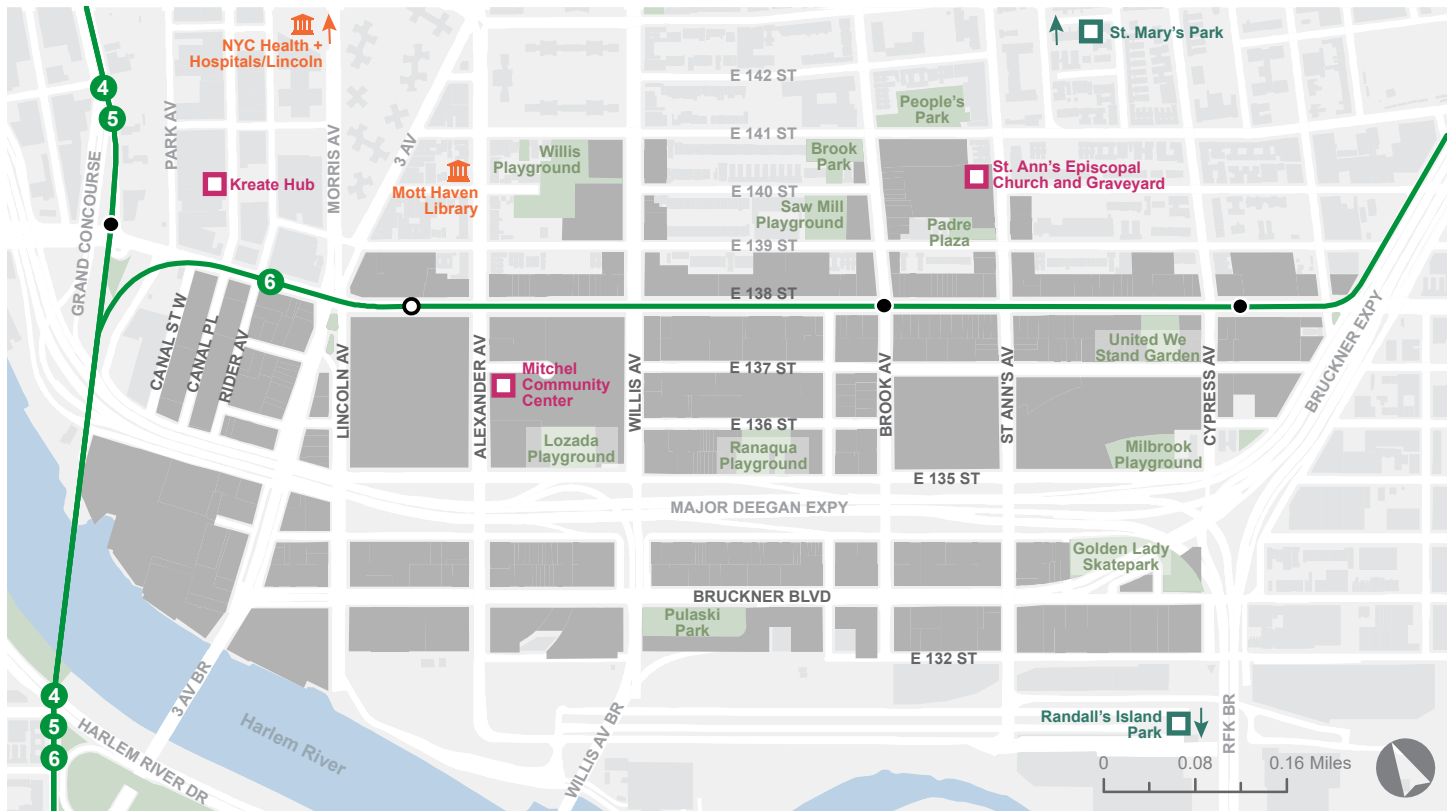 NYC Health +
Hospitals/Lincoln
St. Mary's Park
4
5
E 142 ST
People's
Park
PARK AV
MORRIS AV
3 AV
E 141 ST
Willis
Playground
Brook
Park
St. Ann's Episcopal
Church and Graveyard
Kreate Hub
Mott Haven
Library
E 140 ST
Saw Mill
Playground
Padre
Plaza
GRAND CONCOURSE
E 139 ST
6
E 138 ST
CANAL ST W
CANAL PL
RIDER AV
LINCOLN AV
ALEXANDER AV
Mitchel
Community
Center
WILLIS AV
E 137 ST
BROOK AV
ST ANN'S AV
United We
Stand Garden
CYPRESS AV
BRUCKNER EXPY
E 136 ST
Lozada
Playground
Ranaqua
Playground
Milbrook
Playground
E 135 ST
MAJOR DEEGAN EXPY
Golden Lady
Skatepark
BRUCKNER BLVD
Pulaski
Park
E 132 ST
3 AV BR
4
5
6
HARLEM RIVER DR
Harlem River
WILLIS AV BR
Randall's Island
Park
RFK BR
0
0.08
0.16 Miles